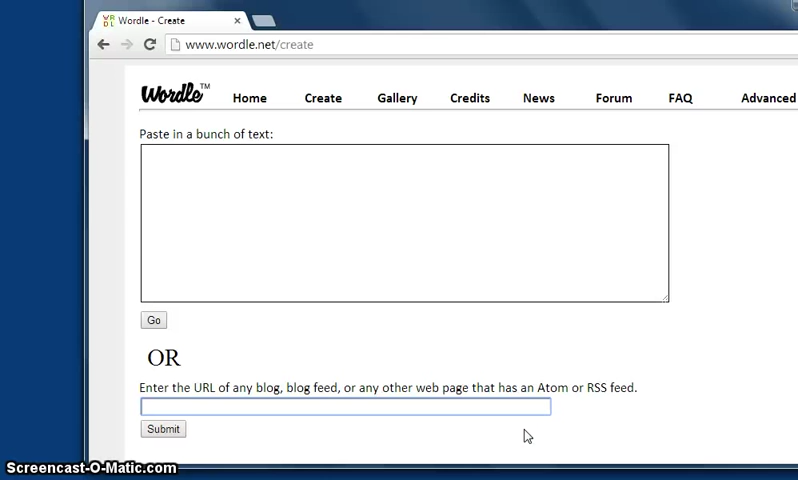 Wordle - Create
www.wordle.net/create
Wordle™ Home Create Gallery Credits News Forum FAQ Advanced
Paste in a bunch of text:
Go
OR
Enter the URL of any blog, blog feed, or any other web page that has an Atom or RSS feed.
Submit
Screencast-O-Matic.com